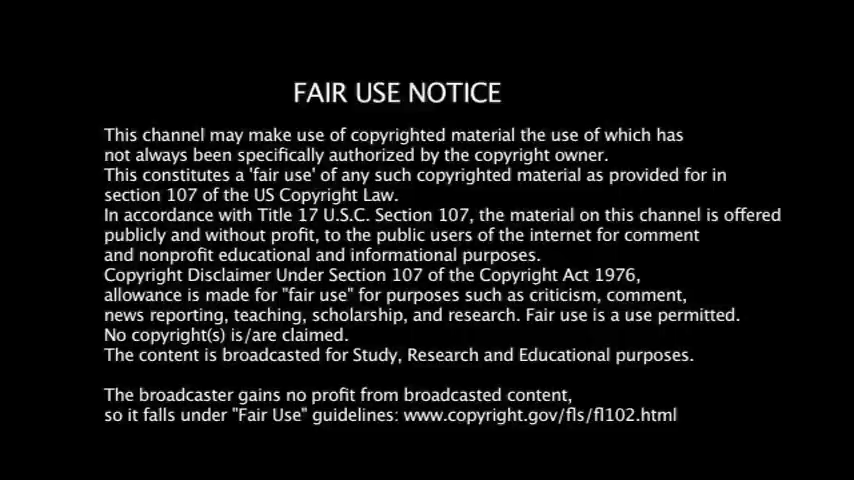 FAIR USE NOTICE
This channel may make use of copyrighted material the use of which has
not always been specifically authorized by the copyright owner.
This constitutes a 'fair use' of any such copyrighted material as provided for in
section 107 of the US Copyright Law.
In accordance with Title 17 U.S.C. Section 107, the material on this channel is offered
publicly and without profit, to the public users of the internet for comment
and nonprofit educational and informational purposes.
Copyright Disclaimer Under Section 107 of the Copyright Act 1976,
allowance is made for "fair use" for purposes such as criticism, comment,
news reporting, teaching, scholarship, and research. Fair use is a use permitted.
No copyright(s) is/are claimed.
The content is broadcasted for Study, Research and Educational purposes.
The broadcaster gains no profit from broadcasted content,
so it falls under "Fair Use" guidelines: www.copyright.gov/fls/fl102.html